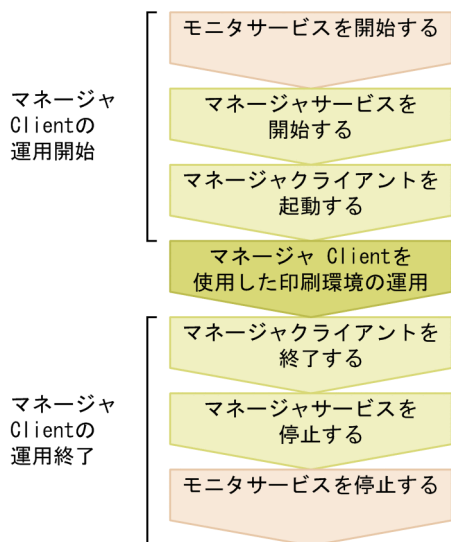 モニタサービスを開始する
マネージャ
Clientの
運用開始
マネージャサービスを
開始する
マネージャクライアントを
起動する
マネージャ Clientを
使用した印刷環境の運用
マネージャクライアントを
終了する
マネージャ
Clientの
運用終了
マネージャサービスを
停止する
モニタサービスを停止する